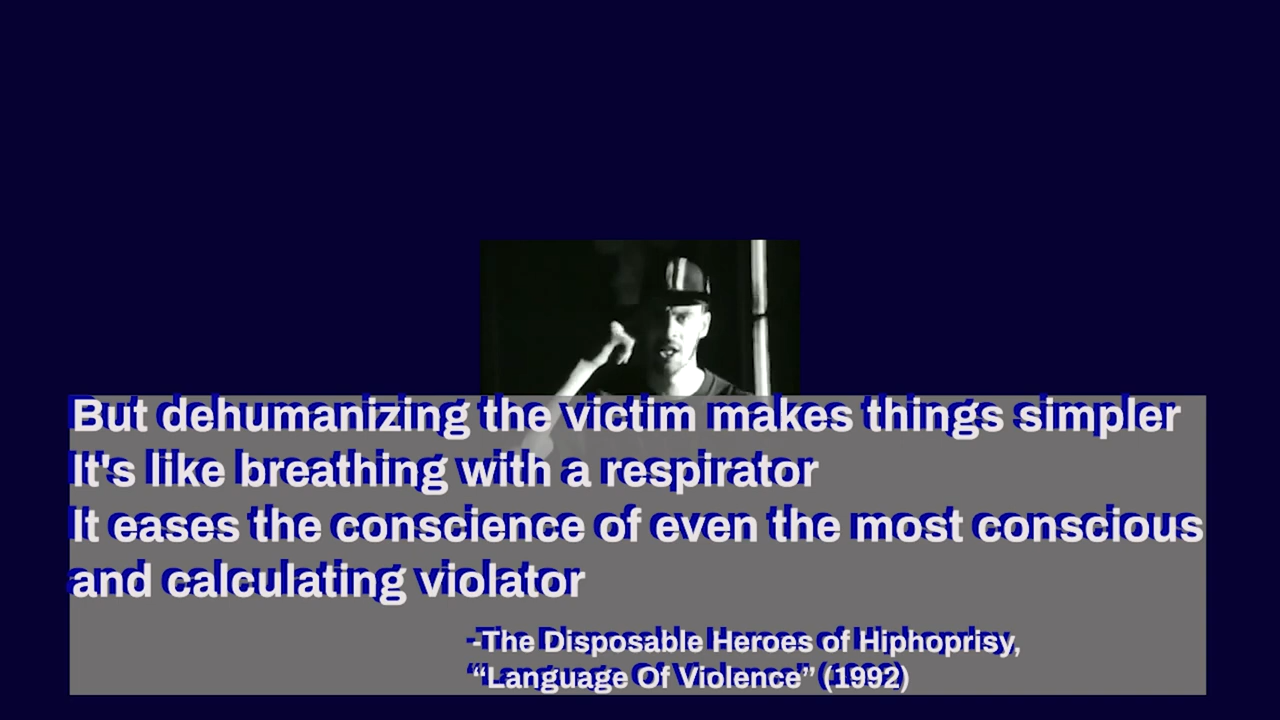 But dehumanizing the victim makes things simpler
It's like breathing with a respirator
It eases the conscience of even the most conscious
and calculating violator
-The Disposable Heroes of Hiphoprisy,
“Language Of Violence” (1992)